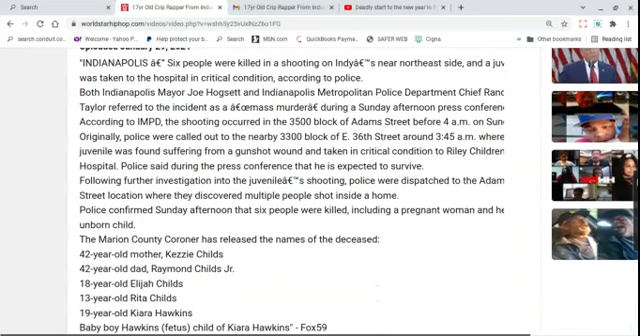 Search
17yr Old Crip Rapper From Indi
17yr Old Crip Rapper From Indi
Deadly start to the new year in
worldstarhiphop.com/videos/video.php?v=
search.conduit.co...
Welcome · Yahoo
Help protect your b...
Search
MSN.com
QuickBooks Payme...
SAFER WEB
Cigna
Other bookmarks
Reading list
"INDIANAPOLIS â€" Six people were killed in a shooting on Indyâ€™s near northeast side, and a juv
was taken to the hospital in critical condition, according to police.
Both Indianapolis Mayor Joe Hogsett and Indianapolis Metropolitan Police Department Chief Ranc
Taylor referred to the incident as a â€œmass murderâ€ during a Sunday afternoon press conferen
According to IMPD, the shooting occurred in the 3500 block of Adams Street before 4 a.m. on Sun
Originally, police were called out to the nearby 3300 block of E. 36th Street around 3:45 a.m. where
juvenile was found suffering from a gunshot wound and taken in critical condition to Riley Children
Hospital. Police said during the press conference that he is expected to survive.
Following further investigation into the juvenileâ€™s shooting, police were dispatched to the Adam
Street location where they discovered multiple people shot inside a home.
Police confirmed Sunday afternoon that six people were killed, including a pregnant woman and he
unborn child.
The Marion County Coroner has released the names of the deceased:
42-year-old mother, Kezzie Childs
42-year-old dad, Raymond Childs Jr.
18-year-old Elijah Childs
13-year-old Rita Childs
19-year-old Kiara Hawkins
Baby boy Hawkins (fetus) child of Kiara Hawkins" - Fox59